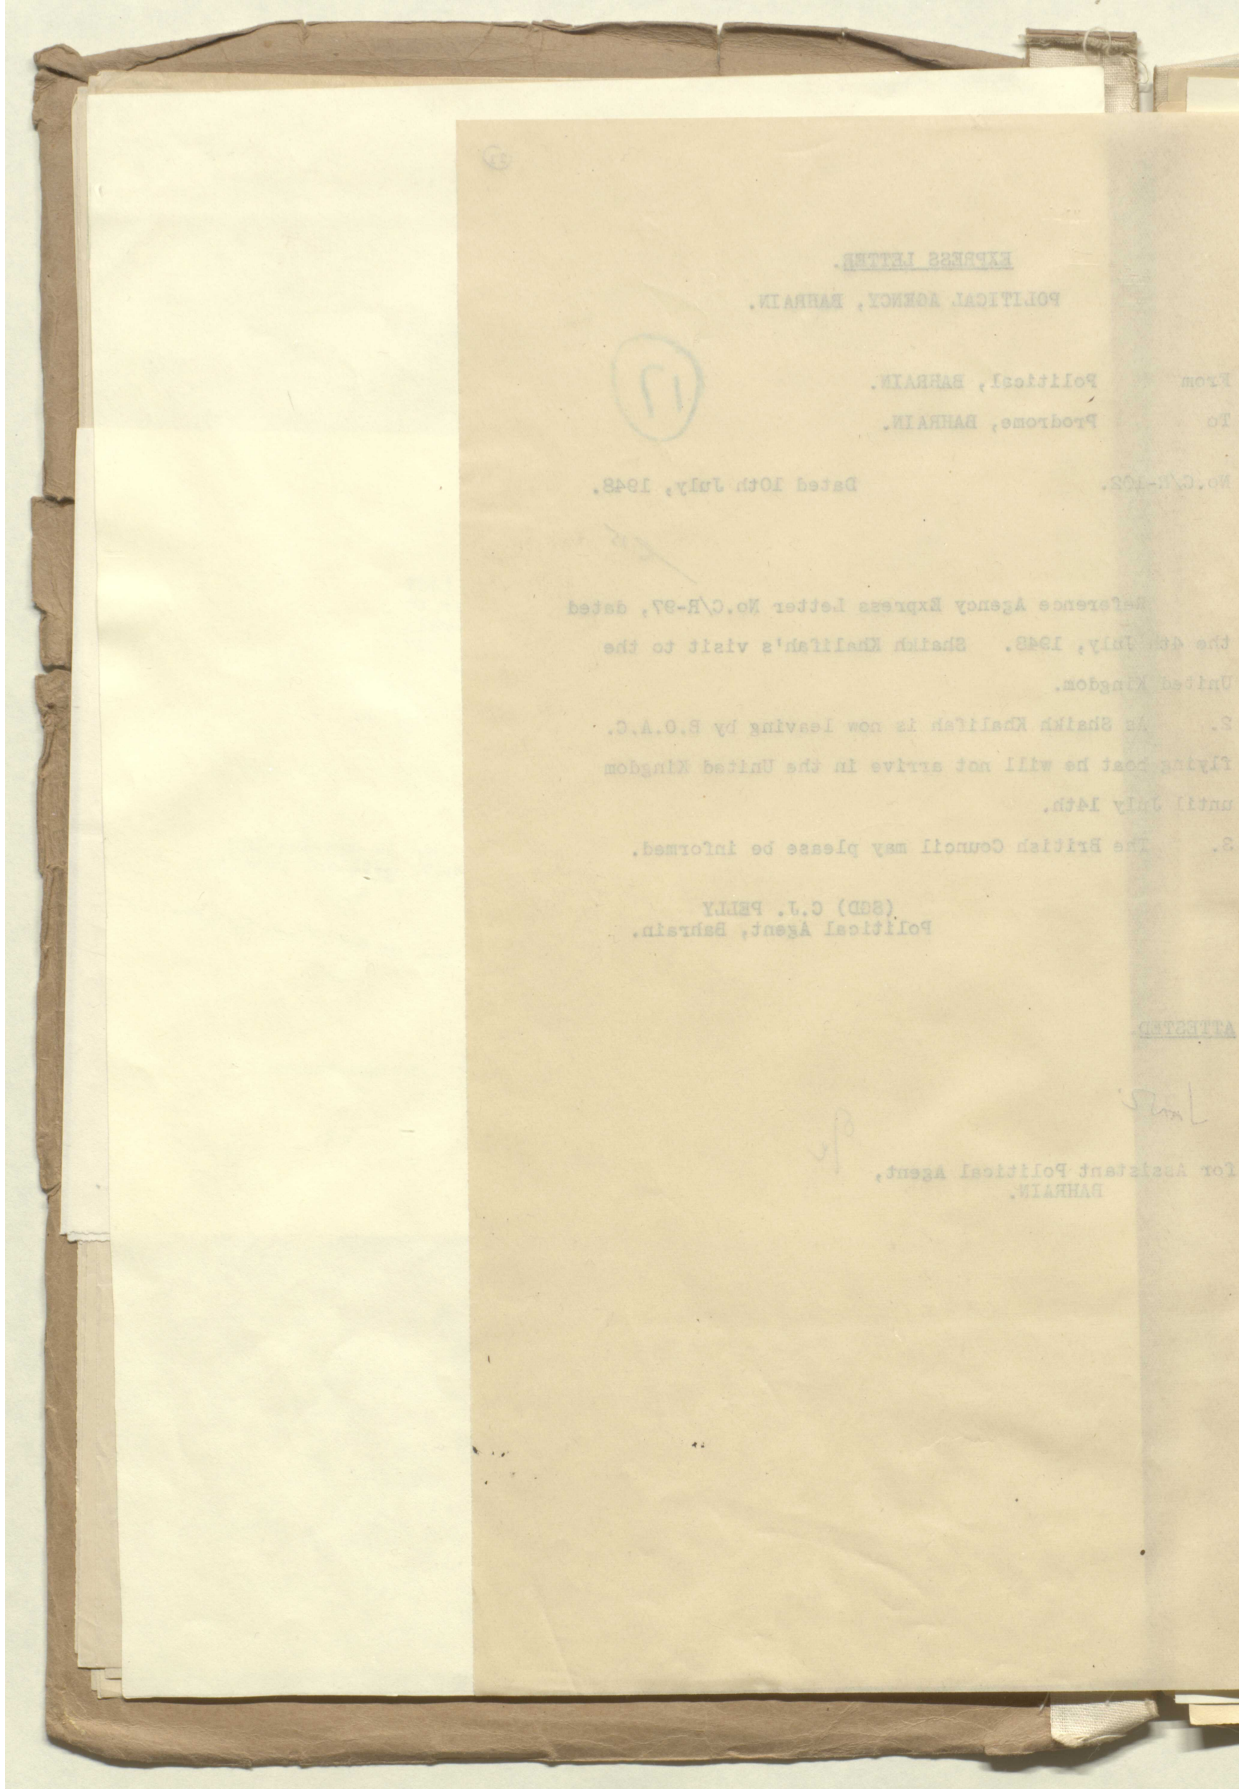 EXPRESS LETTER.
POLITICAL AGENCY, BAHRAIN.
17
From Political, BAHRAIN.
To Prodrome, BAHRAIN.
No.C/R-102. Dated 10th July, 1948.
Reference Agency Express Letter No.C/R-97, dated
the 4th July, 1948. Shaikh Khalifah's visit to the
United Kingdom.
2. As Shaikh Khalifah is now leaving by B.O.A.C.
flying boat he will not arrive in the United Kingdom
until July 14th.
3. The British Council may please be informed.
(SGD) C.J. PELLY
Political Agent, Bahrain.
ATTESTED.
for Assistant Political Agent,
BAHRAIN.